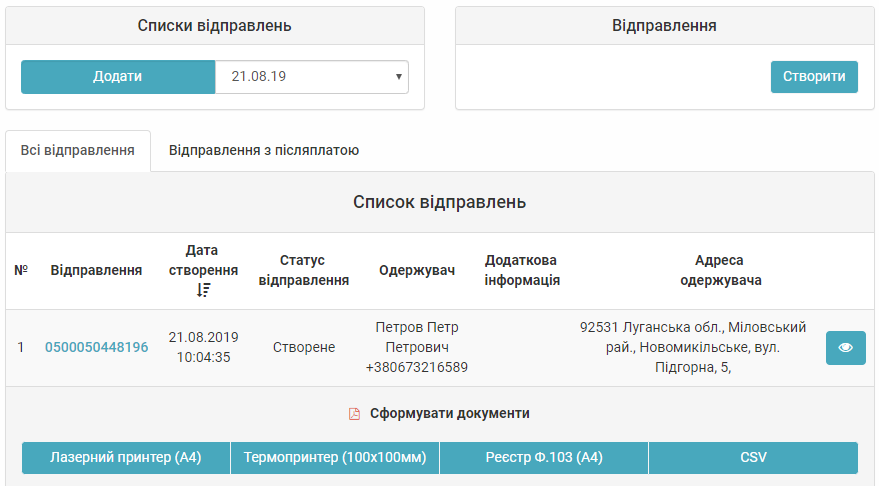 Списки відправлень
Відправлення
Додати
21.08.19
Створити
Всі відправлення
Відправлення з післяплатою
Список відправлень
№
Відправлення
Дата
створення
Статус
відправлення
Одержувач
Додаткова
інформація
Адреса
одержувача
1
0500050448196
21.08.2019
10:04:35
Створене
Петров Петр
Петрович
+380673216589
92531 Луганська обл., Міловський
рай., Новомикільське, вул.
Підгорна, 5,
Сформувати документи
Лазерний принтер (А4)
Термопринтер (100х100мм)
Реєстр Ф.103 (А4)
CSV